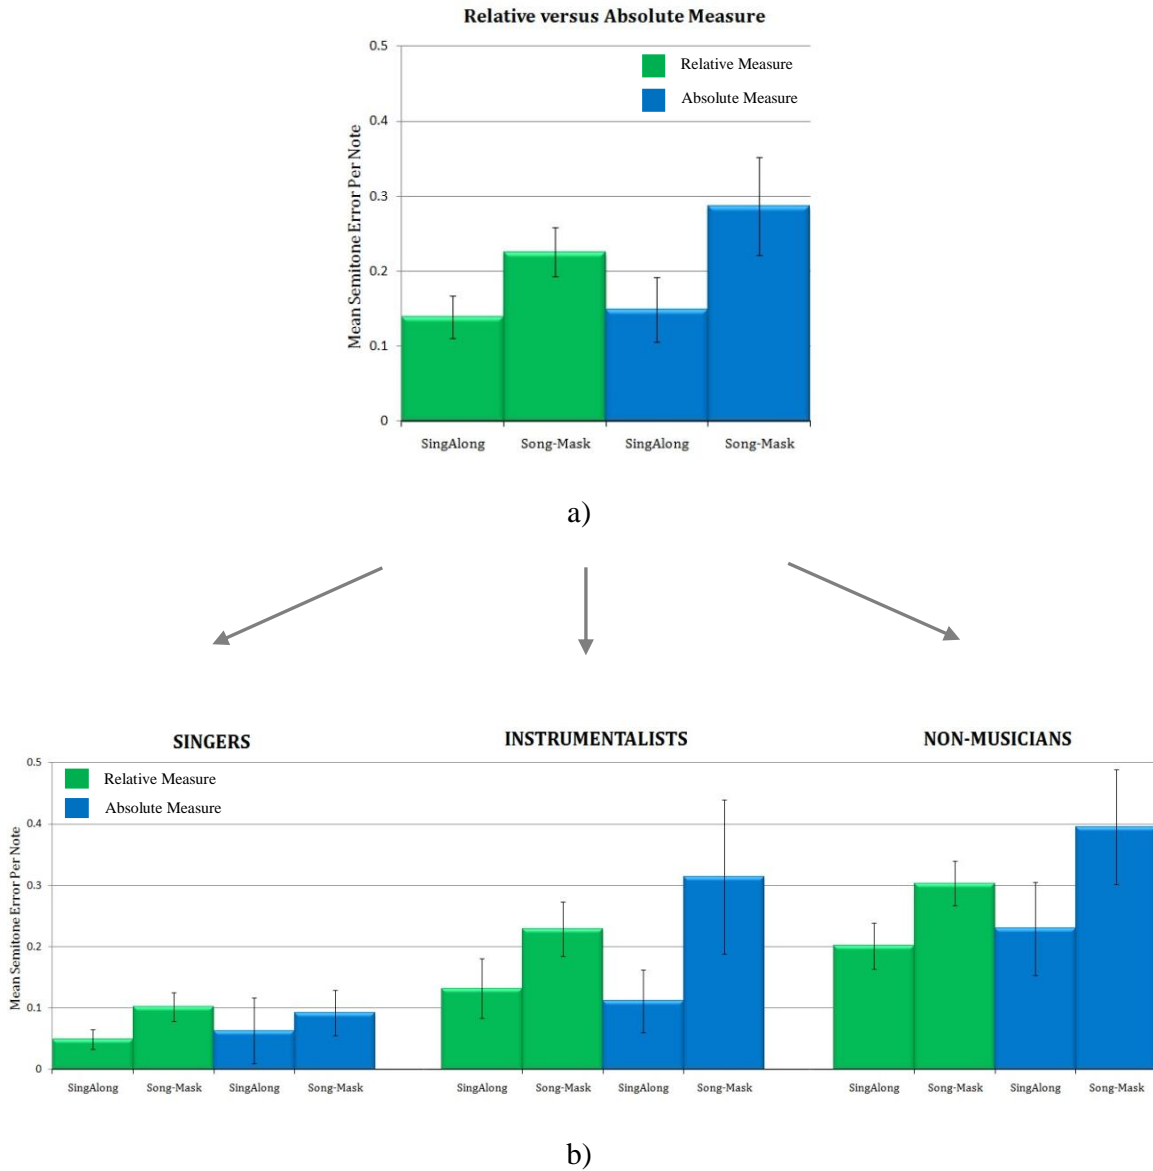 Relative versus Absolute Measure
0.5
0.4
0.3
0.2
0.1
0
Mean Semitone Error Per Note
Relative Measure
Absolute Measure
SingAlong Song-Mask SingAlong Song-Mask
a)
SINGERS INSTRUMENTALISTS NON-MUSICIANS
0.5
0.4
0.3
0.2
0.1
0
Mean Semitone Error Per Note
Relative Measure
Absolute Measure
SingAlong Song-Mask SingAlong Song-Mask SingAlong Song-Mask SingAlong Song-Mask SingAlong Song-Mask SingAlong Song-Mask
b)